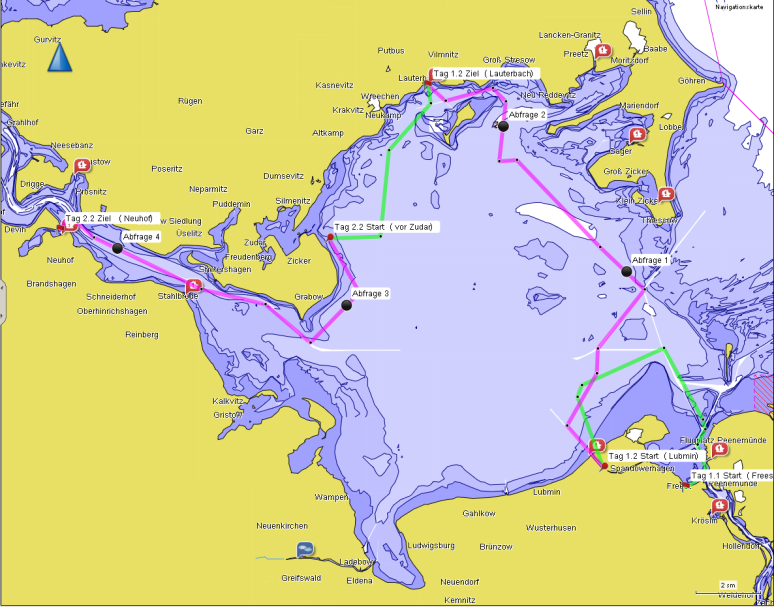 Navigationskarte
Sellin
Gurvitz
Lancken-Granitz
Putbus
Vilmnitz
Preetz
Baabe
Groß Stresow
Moritzdorf
Göhren
Tag 1.2 Ziel ( Lauterbach)
Kasnevitz
Wreechen
Neu Reddevitz
Rügen
Krakvitz
Neukamp
Abfrage 2
Mariendorf
Garz
Altkamp
Lobbe
Neesebanz
Gager
Poseritz
Dumsevitz
Groß Zicker
Drigge
Prosnitz
Neparmitz
Silmenitz
Klein Zicker
Puddemin
Thiessow
Tag 2.2 Ziel ( Neuhof)
Tag 2.2 Start ( vor Zudar)
Devin
w Siedlung
Üselitz
Abfrage 4
Zudar
Freudenberg
Zicker
Neuhof
Abfrage 1
Brandshagen
Stahlbrode
Grabow
Abfrage 3
Schneiderhof
Oberhinrichshagen
Reinberg
Kalkvitz
Gristow
Flugplatz Peenemünde
Tag 1.2 Start ( Lubmin)
Spandowerhagen
Tag 1.1 Start ( Frees
Peenemünde
Lubmin
Wampen
Gahlkow
Kröslin
Neuenkirchen
Wusterhusen
Ludwigsburg
Brünzow
Hollendorf
Ladebow
Greifswald
Eldena
Neuendorf
2 sm
Kemnitz